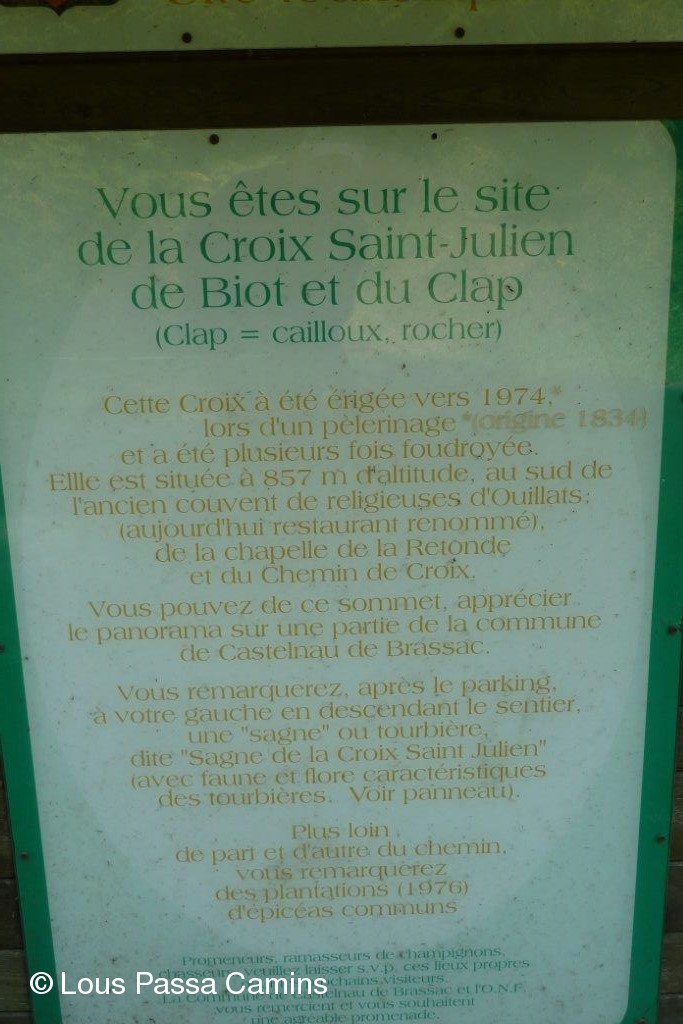 Vous êtes sur le site
de la Croix Saint-Julien
de Biot et du Clap
(Clap = cailloux, rocher)
Cette Croix à été érigée vers 1974,*
lors d'un pèlerinage *(origine 1834)
et a été plusieurs fois foudroyée.
Ellle est située à 857 m d'altitude, au sud de
l'ancien couvent de religieuses d'Ouillats;
(aujourd'hui restaurant renommé),
de la chapelle de la Retonde
et du Chemin de Croix.
Vous pouvez de ce sommet, apprécier
le panorama sur une partie de la commune
de Castelnau de Brassac.
Vous remarquerez, après le parking,
à votre gauche en descendant le sentier,
une "sagne" ou tourbière,
dite "Sagne de la Croix Saint Julien"
(avec faune et flore caractéristiques
des tourbières. Voir panneau).
Plus loin ,
de part et d'autre du chemin,
vous remarquerez
des plantations (1976)
d'épicéas communs
Promeneurs, ramasseurs de champignons,
chasseurs, veuillez laisser s.v.p. ces lieux propres
visiteurs.
La Commune de Castelnau de Brassac et l'O.N.F.
vous remercient et vous souhaitent
une agréable promenade.
© Lous Passa Camins